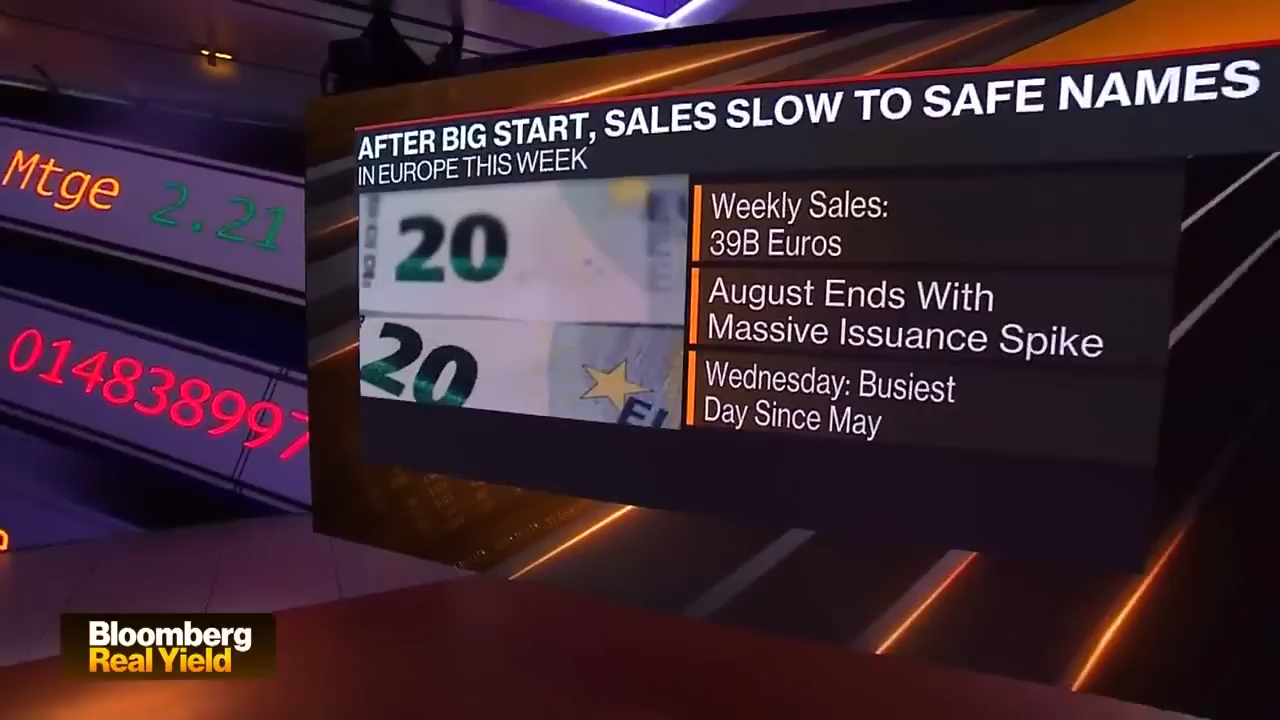 AFTER BIG START, SALES SLOW TO SAFE NAMES
IN EUROPE THIS WEEK
Mtge 2.21
20
Weekly Sales:
39B Euros
August Ends With
Massive Issuance Spike
014838997
20
Wednesday: Busiest
Day Since May
Bloomberg
Real Yield